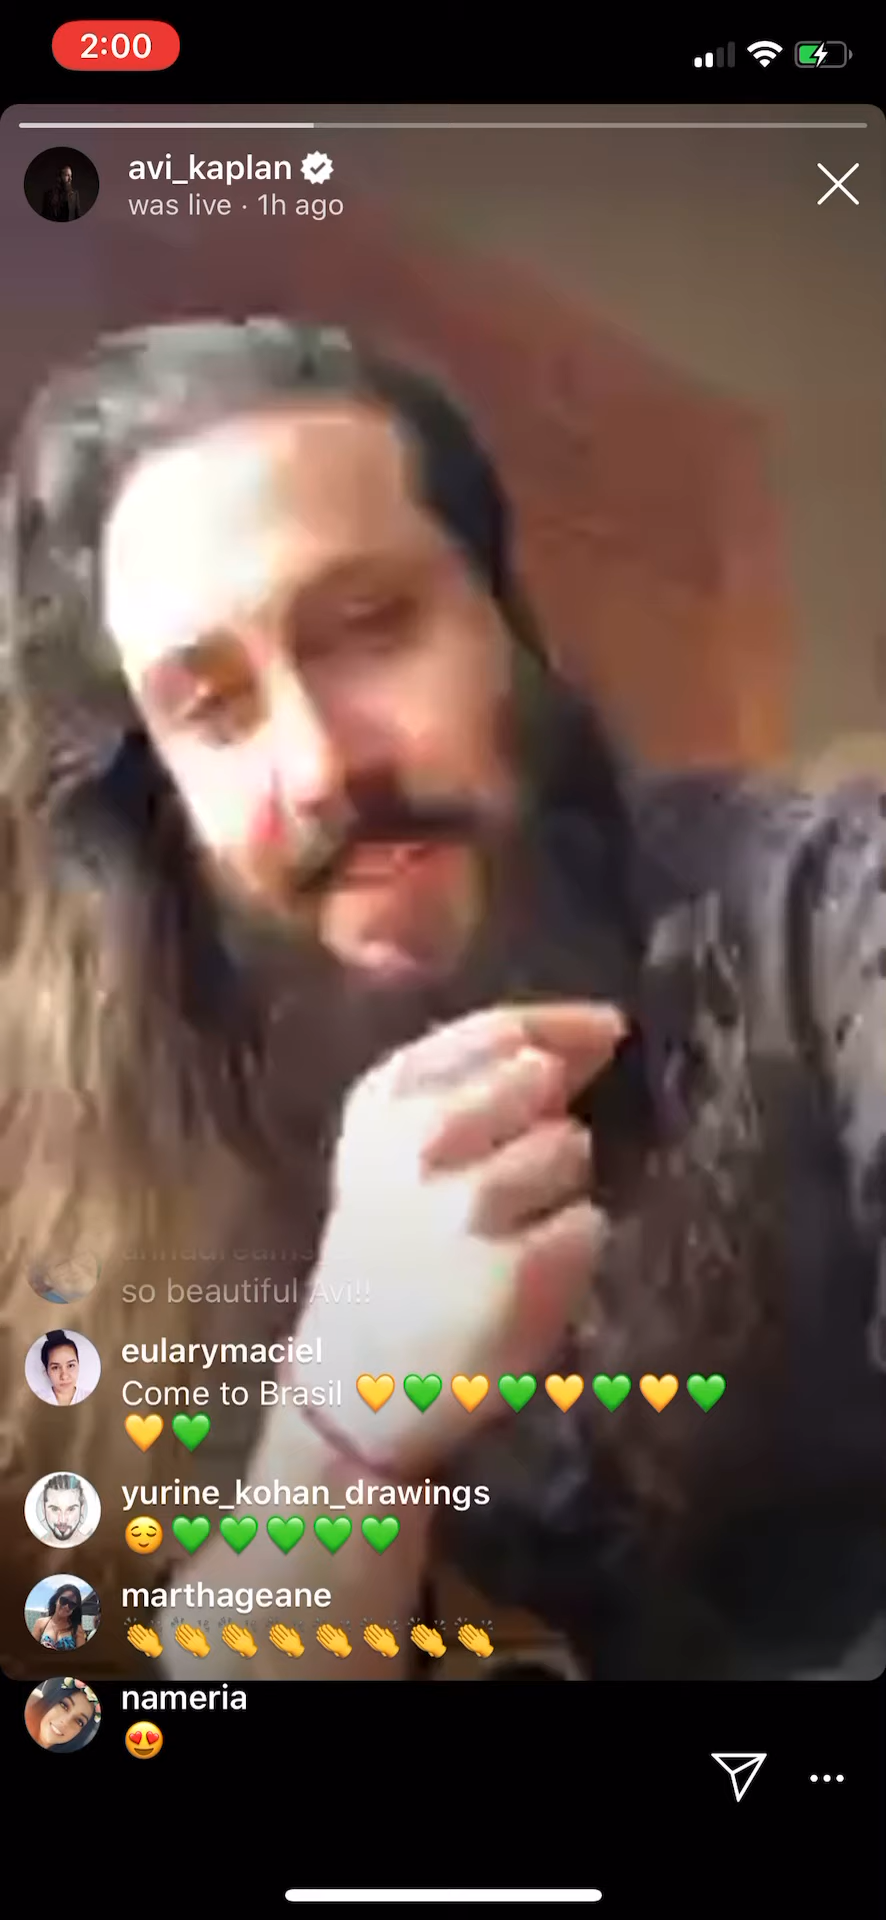 2:00
avi_kaplan
was live · 1h ago
so beautiful Avi!!
eularymaciel
Come to Brasil 💛💚💛💚💛💚💛💚
💛💚
yurine_kohan_drawings
😌💚💚💚💚💚
marthageane
👏👏👏👏👏👏👏👏
nameria
😍